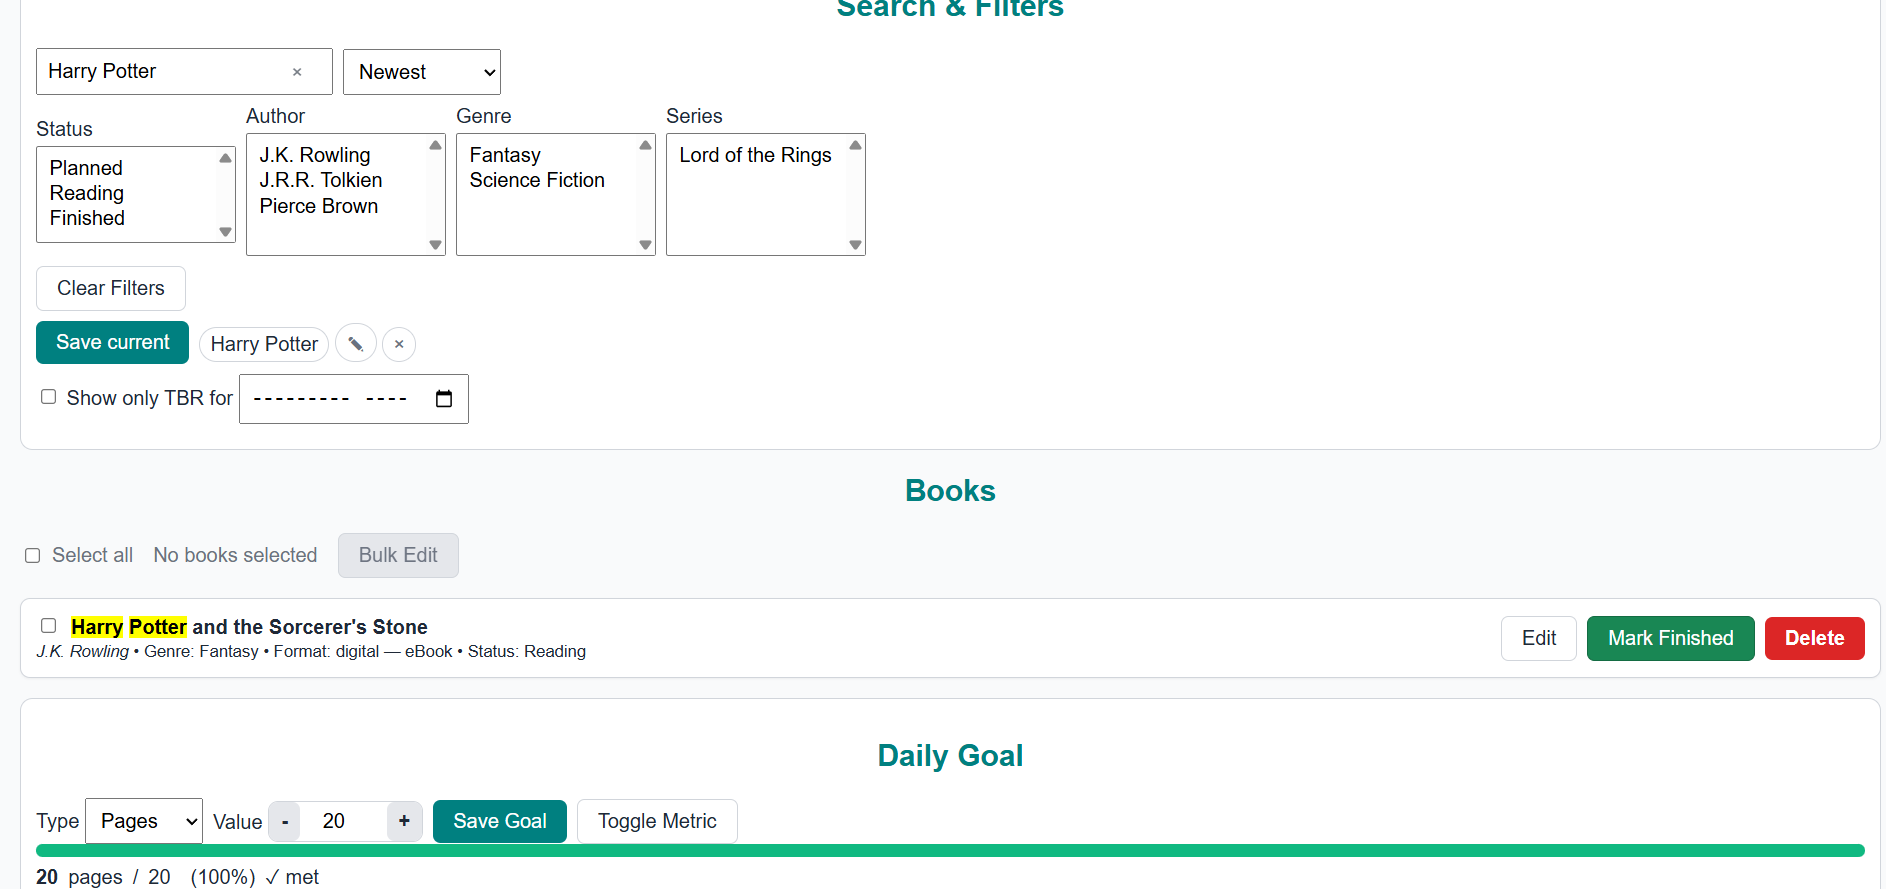 Search & Filters
Harry Potter × Newest
Status Author Genre Series
Planned
Reading
Finished
J.K. Rowling
J.R.R. Tolkien
Pierce Brown
Fantasy
Science Fiction
Lord of the Rings
Clear Filters
Save current Harry Potter ✎ ×
Show only TBR for --------- ----
Books
Select all No books selected Bulk Edit
Harry Potter and the Sorcerer's Stone
J.K. Rowling • Genre: Fantasy • Format: digital — eBook • Status: Reading
Edit Mark Finished Delete
Daily Goal
Type Pages Value - 20 + Save Goal Toggle Metric
20 pages / 20 (100%) ✓ met